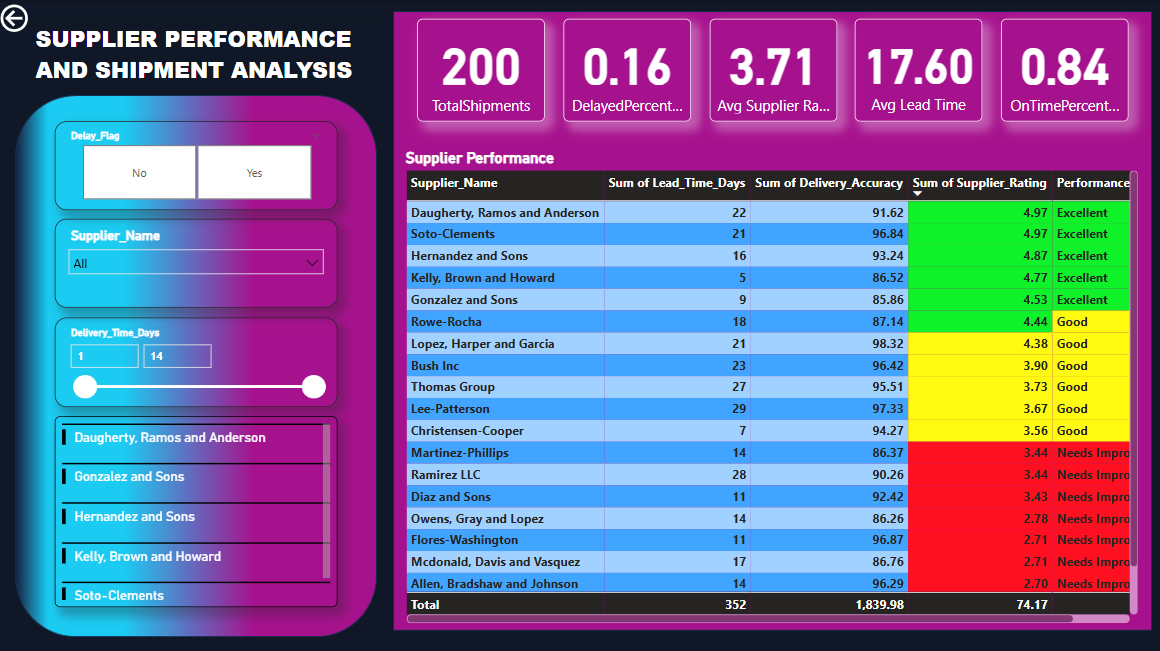 SUPPLIER PERFORMANCE
AND SHIPMENT ANALYSIS
Delay_Flag
No Yes
Supplier_Name
All
Delivery_Time_Days
1 14
Daugherty, Ramos and Anderson
Gonzalez and Sons
Hernandez and Sons
Kelly, Brown and Howard
Soto-Clements
200 0.16 3.71 17.60 0.84
TotalShipments DelayedPercent... Avg Supplier Ra... Avg Lead Time OnTimePercent...
Supplier Performance
Supplier_Name Sum of Lead_Time_Days Sum of Delivery_Accuracy Sum of Supplier_Rating Performance
Daugherty, Ramos and Anderson 22 91.62 4.97 Excellent
Soto-Clements 21 96.84 4.97 Excellent
Hernandez and Sons 16 93.24 4.87 Excellent
Kelly, Brown and Howard 5 86.52 4.77 Excellent
Gonzalez and Sons 9 85.86 4.53 Excellent
Rowe-Rocha 18 87.14 4.44 Good
Lopez, Harper and Garcia 21 98.32 4.38 Good
Bush Inc 23 96.42 3.90 Good
Thomas Group 27 95.51 3.73 Good
Lee-Patterson 29 97.33 3.67 Good
Christensen-Cooper 7 94.27 3.56 Good
Martinez-Phillips 14 86.37 3.44 Needs Impro
Ramirez LLC 28 90.26 3.44 Needs Impro
Diaz and Sons 11 92.42 3.43 Needs Impro
Owens, Gray and Lopez 14 86.26 2.78 Needs Impro
Flores-Washington 11 96.87 2.71 Needs Impro
Mcdonald, Davis and Vasquez 17 86.76 2.71 Needs Impro
Allen, Bradshaw and Johnson 14 96.29 2.70 Needs Impro
Total 352 1,839.98 74.17